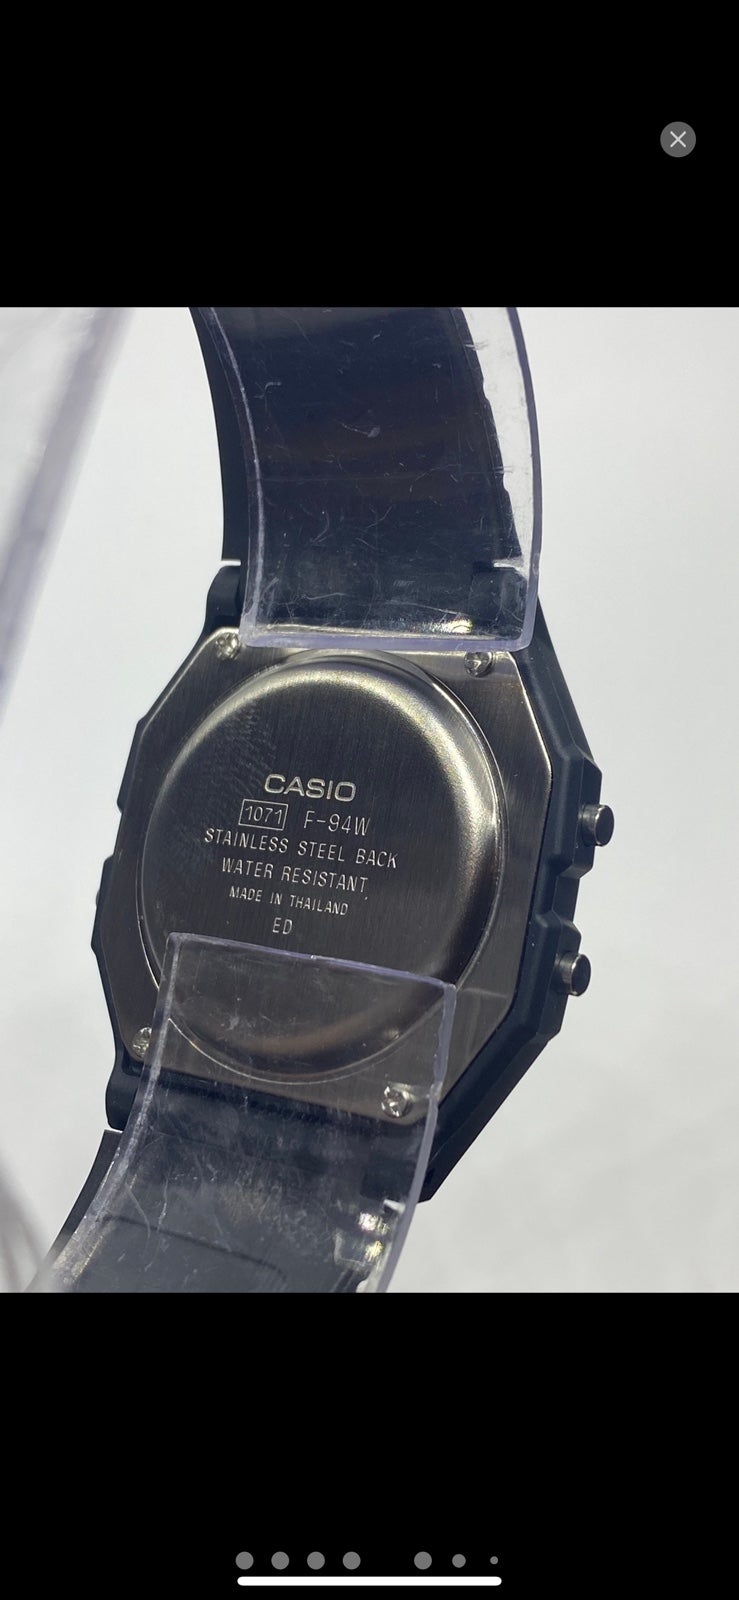 CASIO
1071 F-94W
STAINLESS STEEL BACK
WATER RESISTANT
MADE IN THAILAND
ED